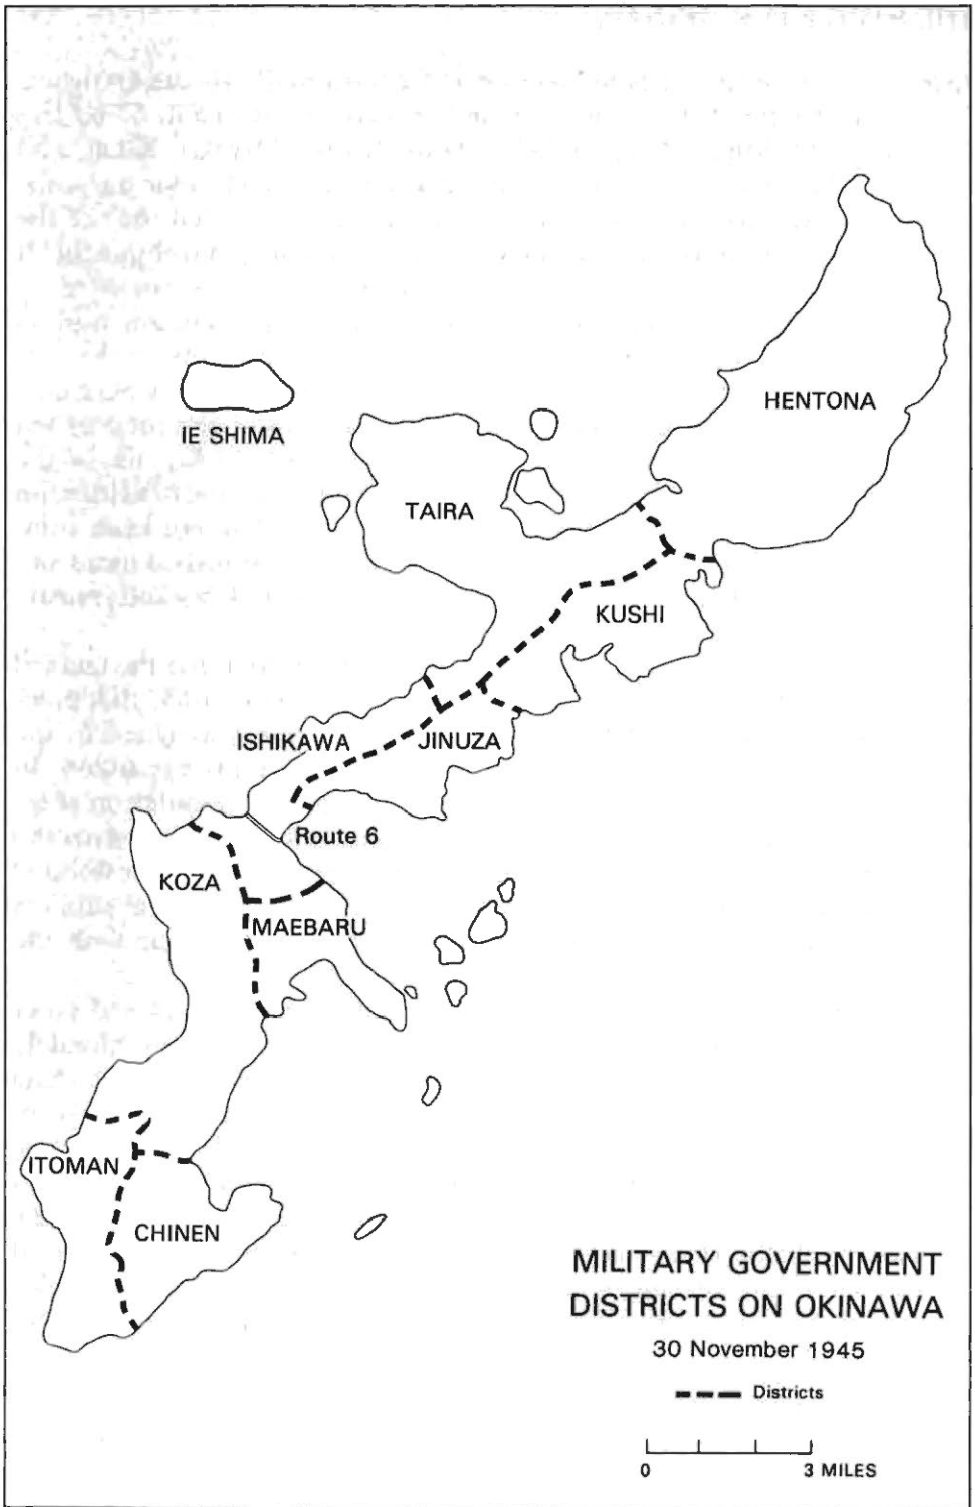 HENTONA
IE SHIMA
TAIRA
KUSHI
ISHIKAWA
JINUZA
Route 6
KOZA
MAEBARU
ITOMAN
CHINEN
MILITARY GOVERNMENT
DISTRICTS ON OKINAWA
30 November 1945
Districts
0 3 MILES